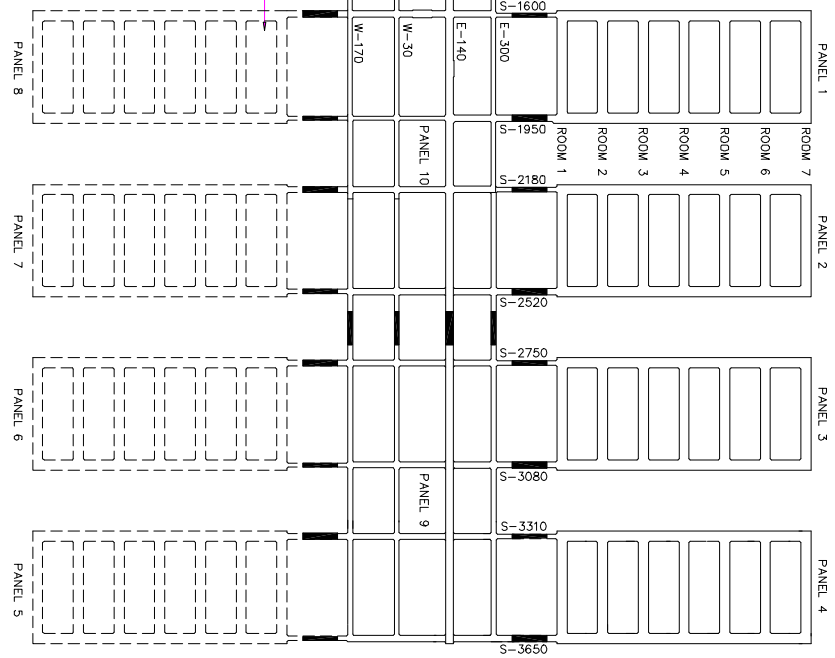 S-1600
PANEL 8
W-170
W-30
E-140
E-300
PANEL 1
S-1950
PANEL 10
ROOM 1
ROOM 2
ROOM 3
ROOM 4
ROOM 5
ROOM 6
ROOM 7
S-2180
PANEL 7
PANEL 2
S-2520
S-2750
PANEL 6
PANEL 3
S-3080
PANEL 9
S-3310
PANEL 5
PANEL 4
S-3650